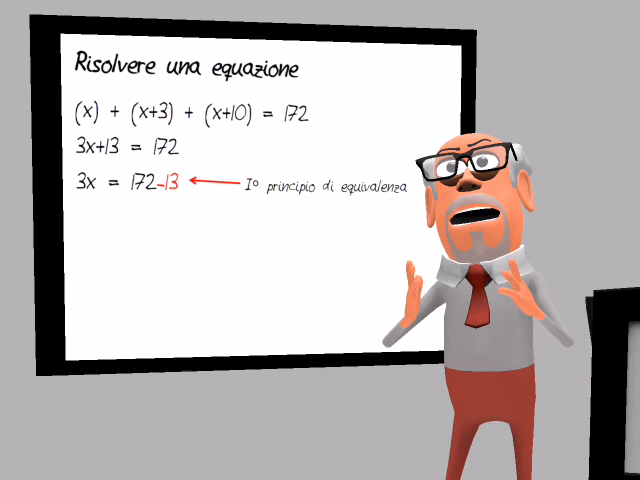 Risolvere una equazione
(x) + (x+3) + (x+10) = 172
3x+13 = 172
3x = 172-13 ← I° principio di equivalenza